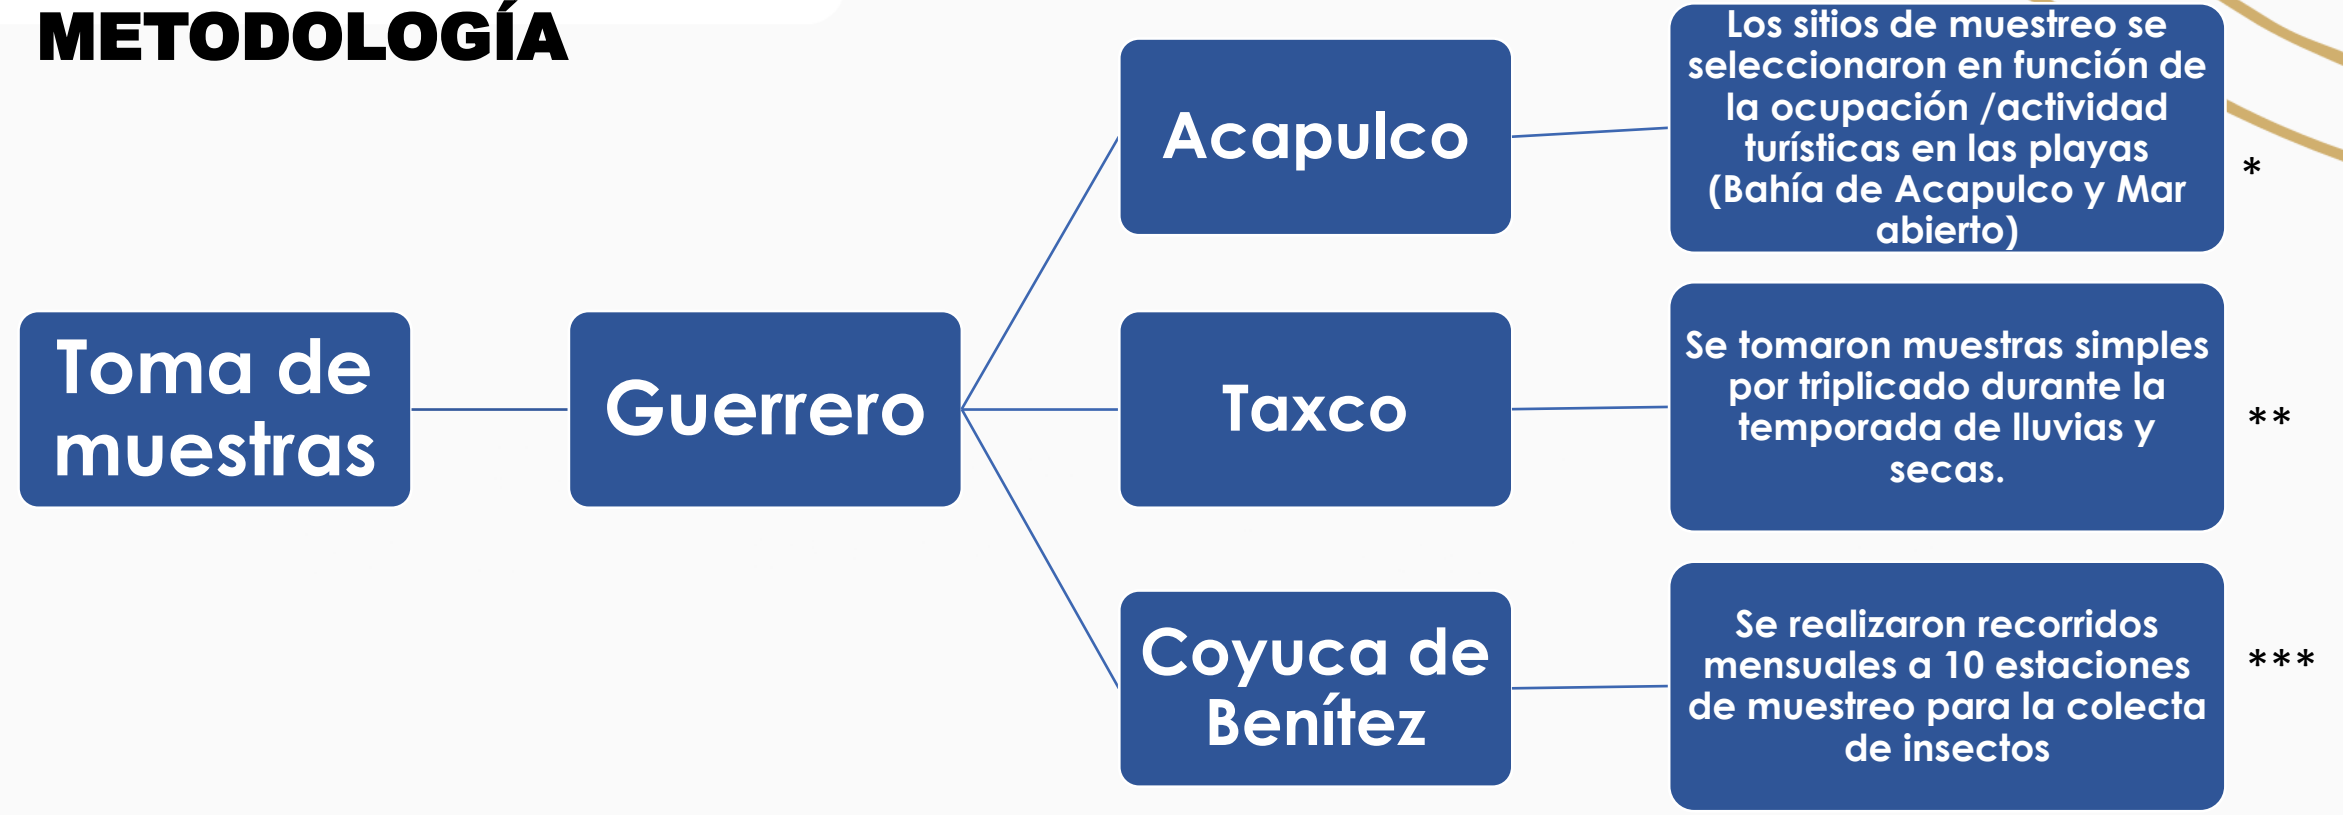 METODOLOGÍA
Toma de
muestras
Guerrero
Acapulco
Los sitios de muestreo se
seleccionaron en función de
la ocupación /actividad
turísticas en las playas
(Bahía de Acapulco y Mar
abierto)
*
Taxco
Se tomaron muestras simples
por triplicado durante la
temporada de lluvias y
secas.
**
Coyuca de
Benítez
Se realizaron recorridos
mensuales a 10 estaciones
de muestreo para la colecta
de insectos
***